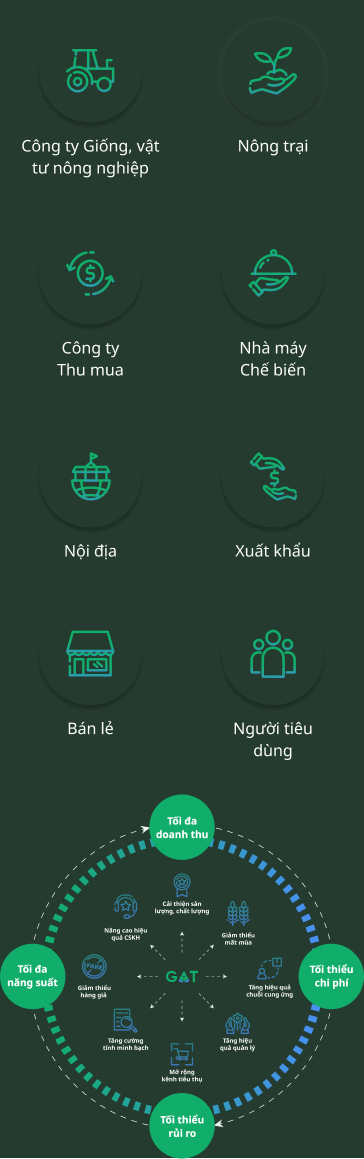 Công ty Giống, vật
tư nông nghiệp
Nông trại
Công ty
Thu mua
Nhà máy
Chế biến
Nội địa
Xuất khẩu
Bán lẻ
Người tiêu
dùng
Tối đa
doanh thu
Cải thiện sản
lượng, chất lượng
Nâng cao hiệu
quả CSKH
Giảm thiểu
mất mùa
Tối đa
năng suất
FAKE
Giảm thiểu
hàng giả
GAT
Tăng hiệu quả
chuỗi cung ứng
Tối thiểu
chi phí
Tăng cường
tính minh bạch
Tăng hiệu
quả quản lý
Mở rộng
kênh tiêu thụ
Tối thiểu
rủi ro